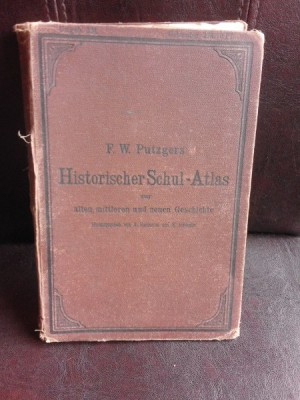 F. W. Putzgers
Historischer Schul-Atlas
zur
alten, mittleren und neuen Geschichte